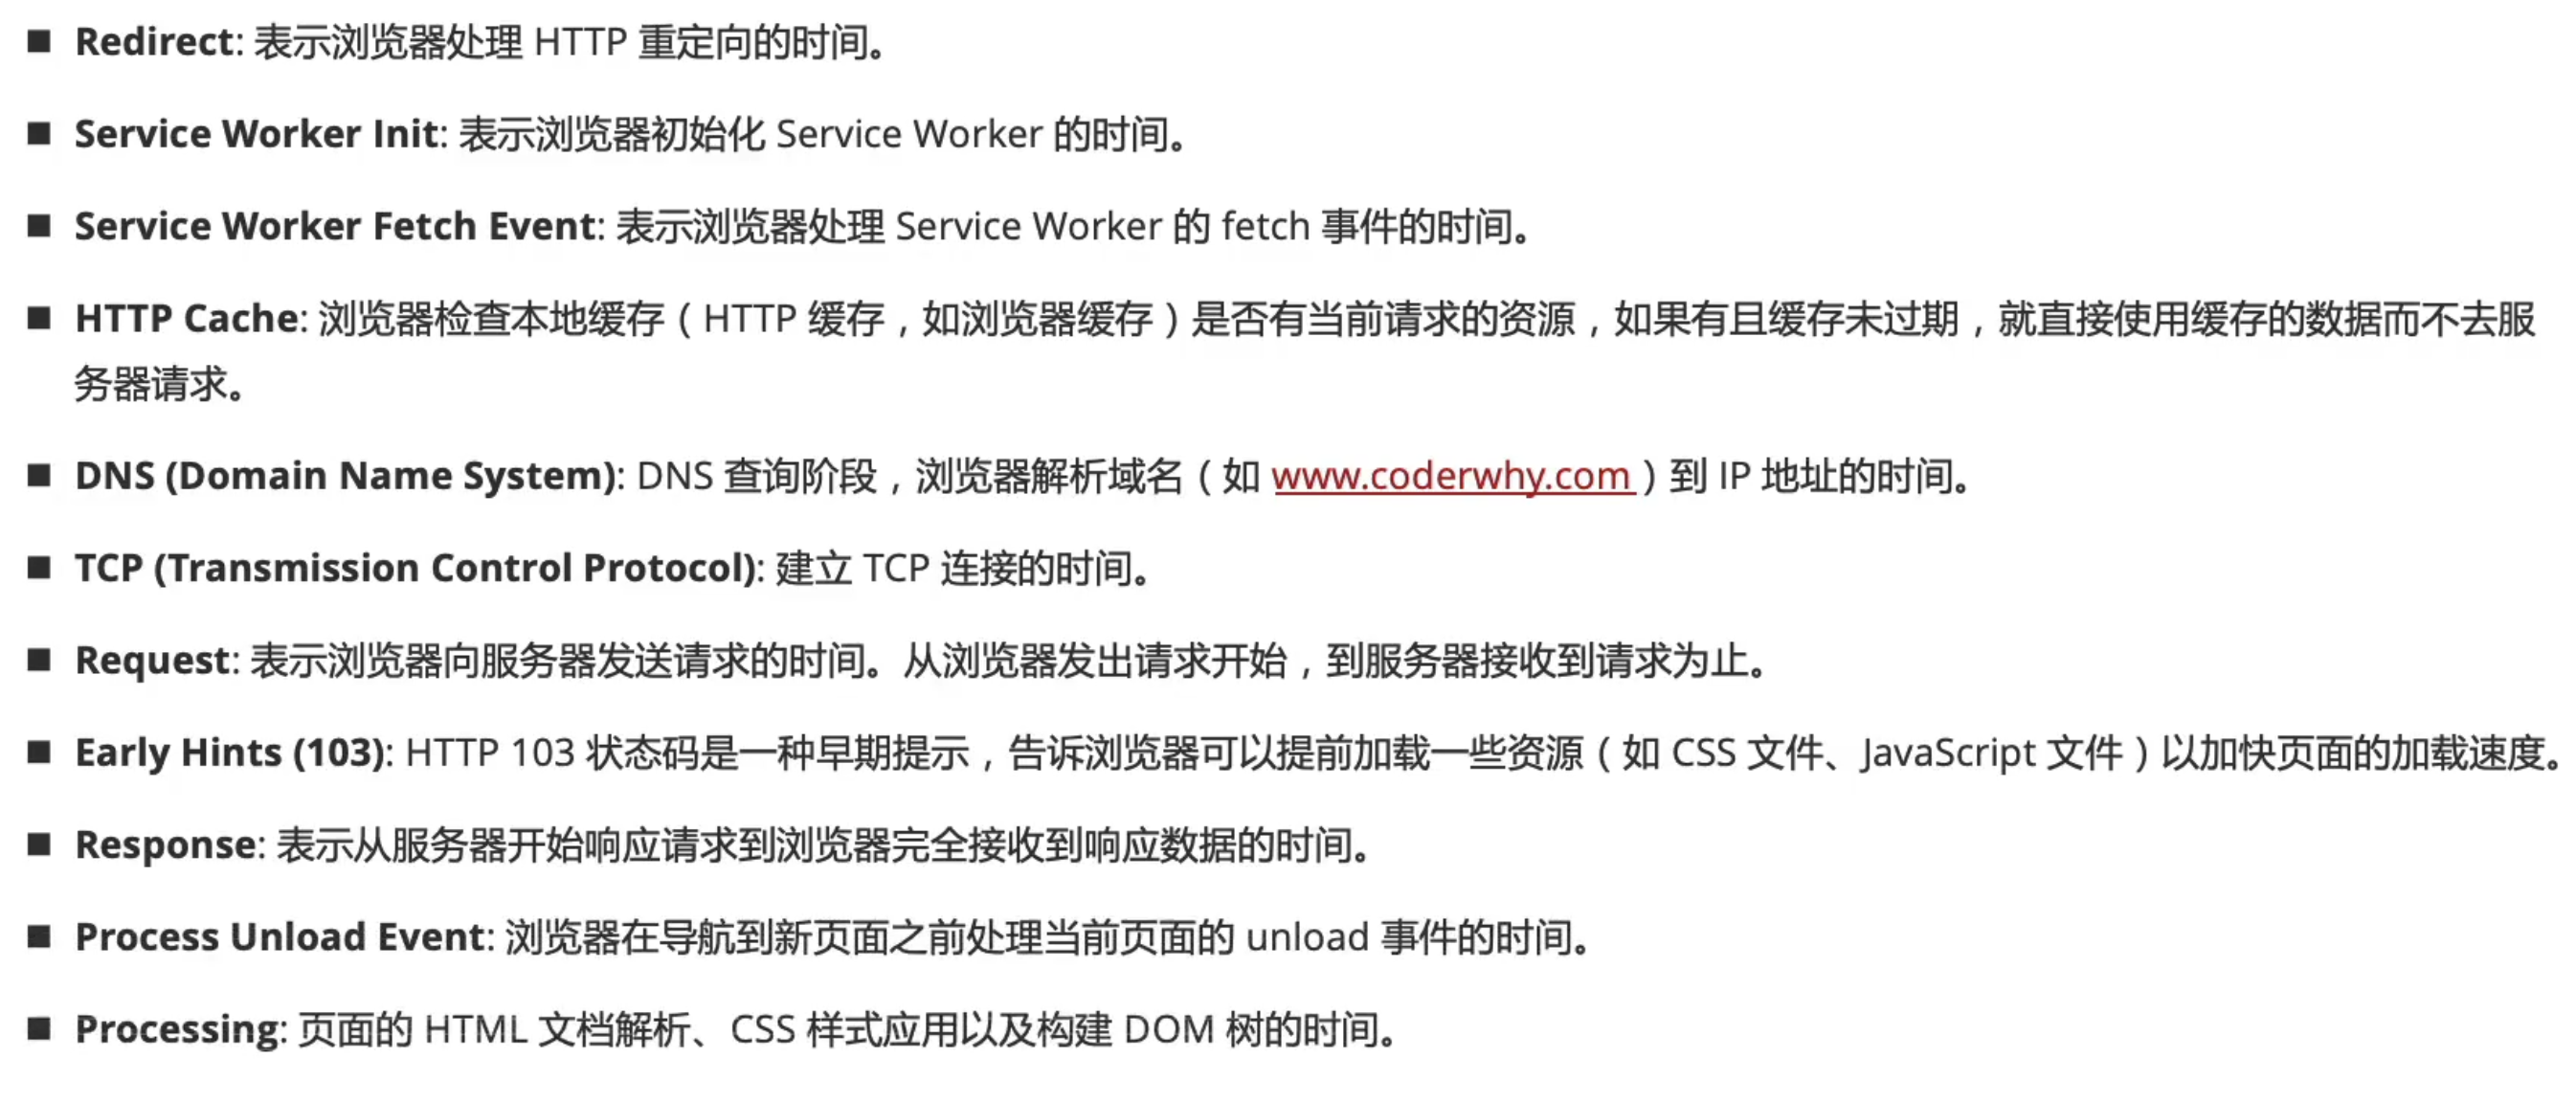 ■ Redirect: 表示浏览器处理 HTTP 重定向的时间。
■ Service Worker Init: 表示浏览器初始化 Service Worker 的时间。
■ Service Worker Fetch Event: 表示浏览器处理 Service Worker 的 fetch 事件的时间。
■ HTTP Cache: 浏览器检查本地缓存（HTTP 缓存，如浏览器缓存）是否有当前请求的资源，如果有且缓存未过期，就直接使用缓存的数据而不去服
务器请求。
■ DNS (Domain Name System): DNS 查询阶段，浏览器解析域名（如 www.coderwhy.com ）到 IP 地址的时间。
■ TCP (Transmission Control Protocol): 建立 TCP 连接的时间。
■ Request: 表示浏览器向服务器发送请求的时间。从浏览器发出请求开始，到服务器接收到请求为止。
■ Early Hints (103): HTTP 103 状态码是一种早期提示，告诉浏览器可以提前加载一些资源（如 CSS 文件、JavaScript 文件）以加快页面的加载速度。
■ Response: 表示从服务器开始响应请求到浏览器完全接收到响应数据的时间。
■ Process Unload Event: 浏览器在导航到新页面之前处理当前页面的 unload 事件的时间。
■ Processing: 页面的 HTML 文档解析、CSS 样式应用以及构建 DOM 树的时间。